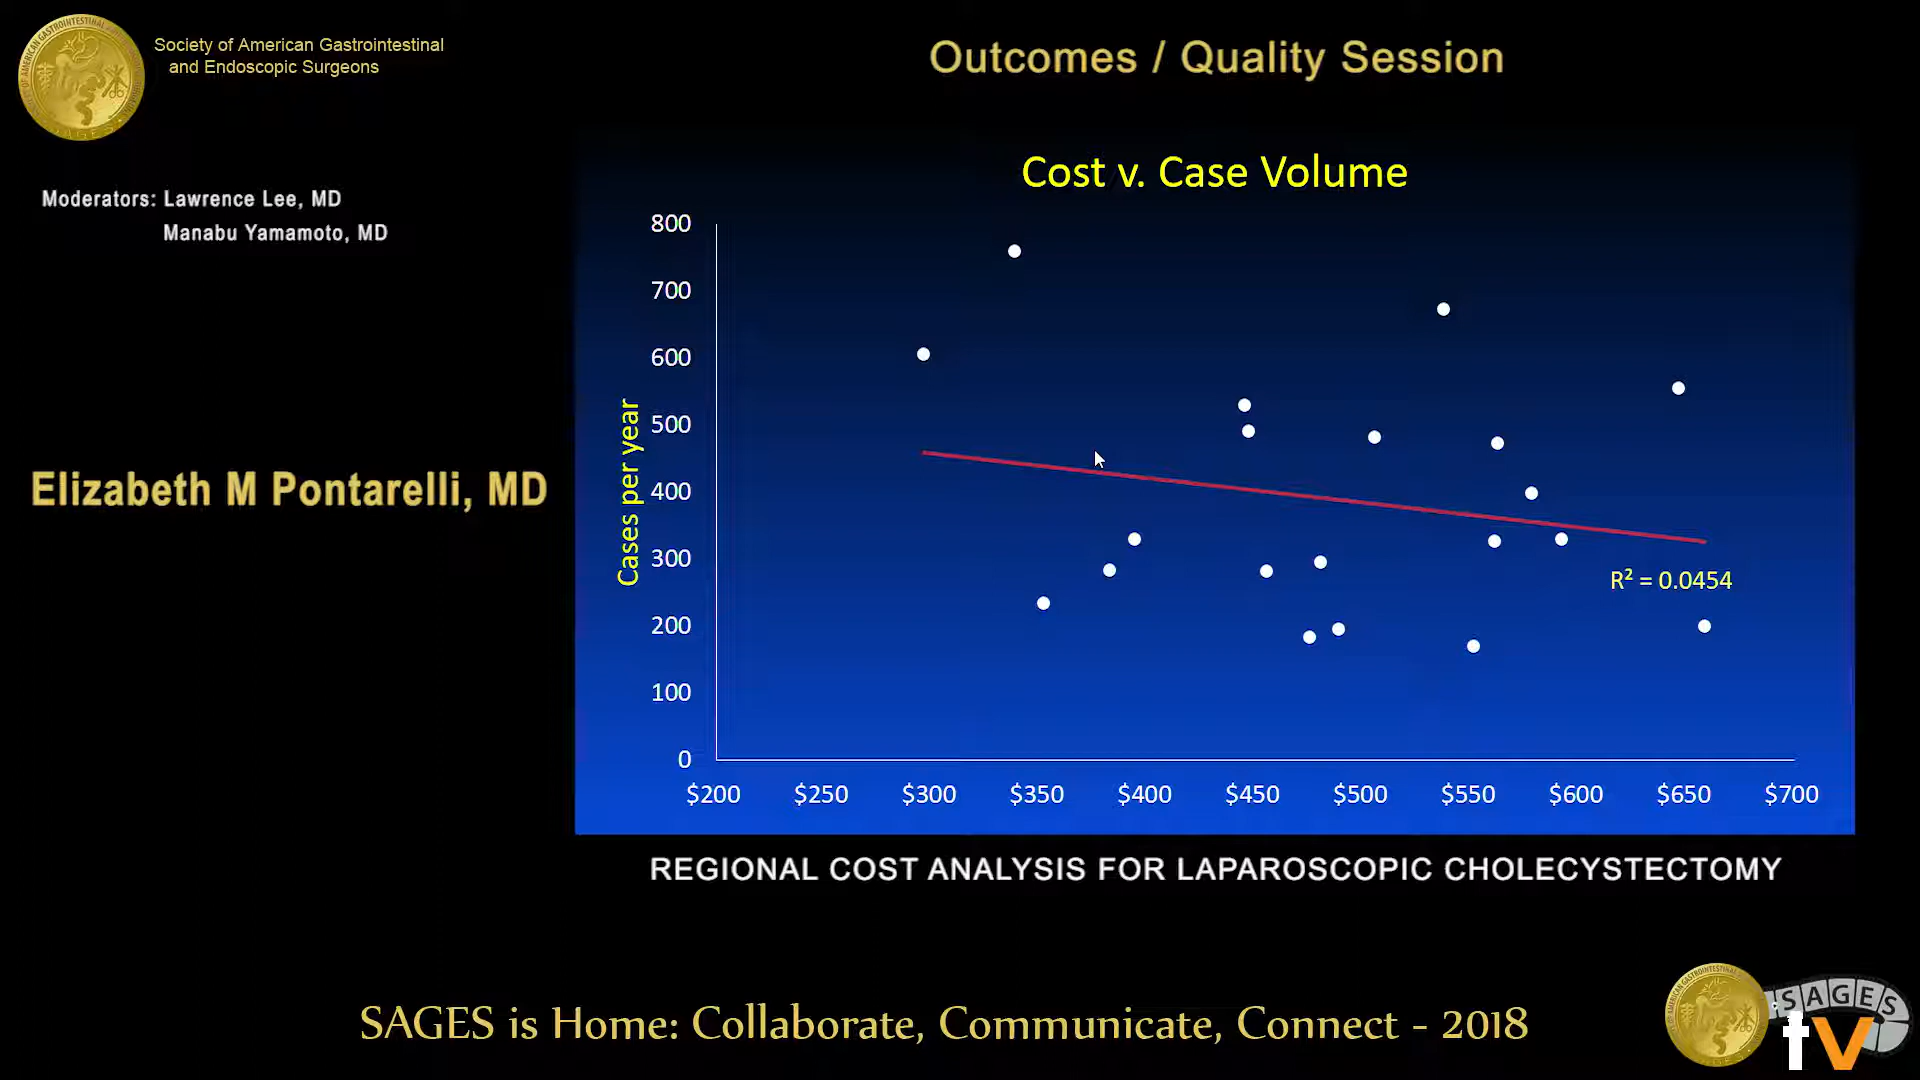 Society of American Gastrointestinal
and Endoscopic Surgeons
Outcomes / Quality Session
Moderators: Lawrence Lee, MD
Manabu Yamamoto, MD
Elizabeth M Pontarelli, MD
Cost v. Case Volume
Cases per year
800
700
600
500
400
300
200
100
0
R² = 0.0454
$200 $250 $300 $350 $400 $450 $500 $550 $600 $650 $700
REGIONAL COST ANALYSIS FOR LAPAROSCOPIC CHOLECYSTECTOMY
SAGES is Home: Collaborate, Communicate, Connect - 2018
SAGES
tv